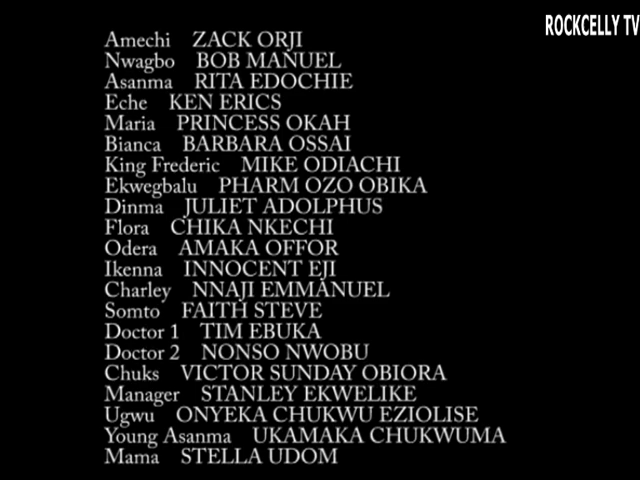 ROCKCELLY TV
Amechi ZACK ORJI
Nwagbo BOB MANUEL
Asanma RITA EDOCHIE
Eche KEN ERICS
Maria PRINCESS OKAH
Bianca BARBARA OSSAI
King Frederic MIKE ODIACHI
Ekwegbalu PHARM OZO OBIKA
Dinma JULIET ADOLPHUS
Flora CHIKA NKECHI
Odera AMAKA OFFOR
Ikenna INNOCENT EJI
Charley NNAJI EMMANUEL
Somto FAITH STEVE
Doctor 1 TIM EBUKA
Doctor 2 NONSO NWOBU
Chuks VICTOR SUNDAY OBIORA
Manager STANLEY EKWELIKE
Ugwu ONYEKA CHUKWU EZIOLISE
Young Asanma UKAMAKA CHUKWUMA
Mama STELLA UDOM